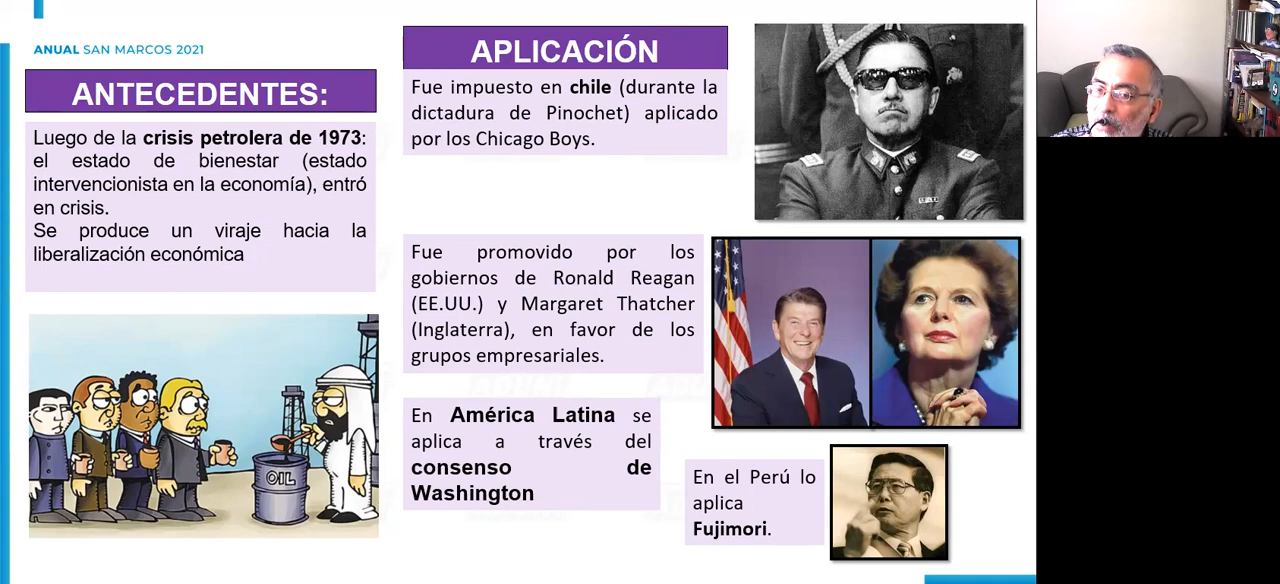 ANUAL SAN MARCOS 2021
ANTECEDENTES:
Luego de la crisis petrolera de 1973:
el estado de bienestar (estado
intervencionista en la economía), entró
en crisis.
Se produce un viraje hacia la
liberalización económica
OIL
APLICACIÓN
Fue impuesto en chile (durante la
dictadura de Pinochet) aplicado
por los Chicago Boys.
Fue promovido por los
gobiernos de Ronald Reagan
(EE.UU.) y Margaret Thatcher
(Inglaterra), en favor de los
grupos empresariales.
En América Latina se
aplica a través del
consenso de
Washington
En el Perú lo
aplica
Fujimori.